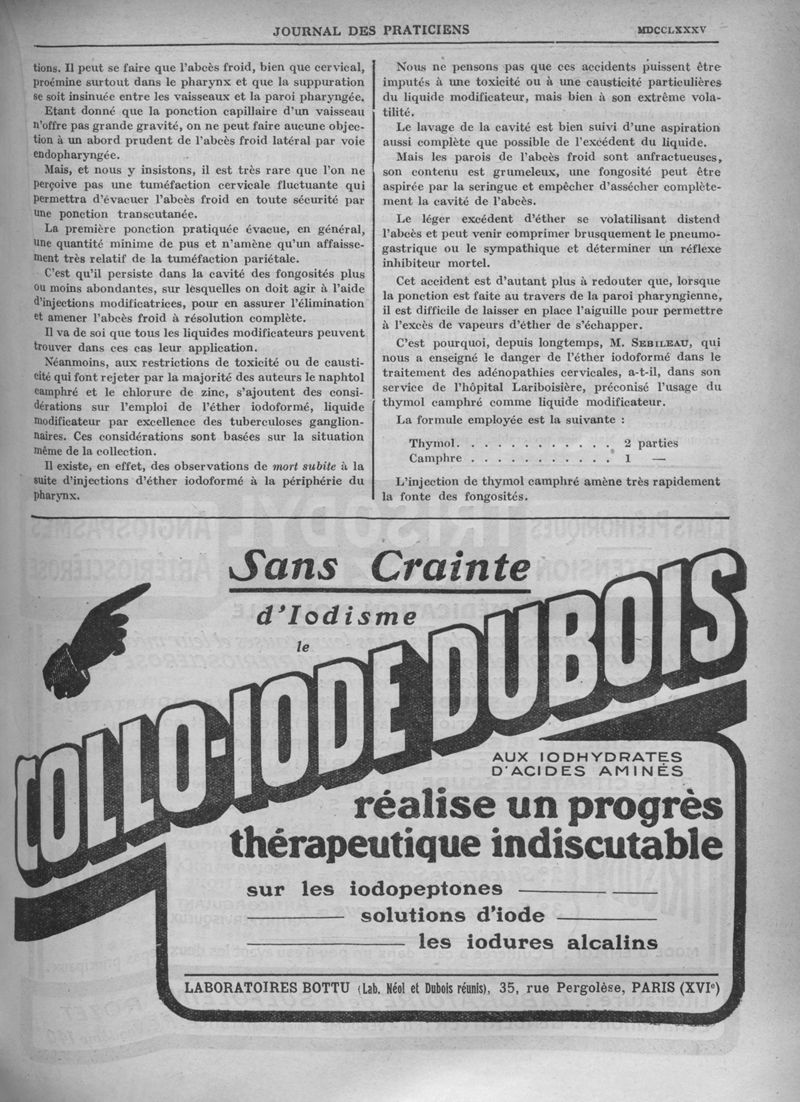 JOURNAL DES PRATICIENS
MDCCLXXXV
tions. Il peut se faire que l'abcès froid, bien que cervical,
proémine surtout dans le pharynx et que la suppuration
se soit insinuée entre les vaisseaux et la paroi pharyngée.
Etant donné que la ponction capillaire d'un vaisseau
n'offre pas grande gravité, on ne peut faire aucune objec-
tion à un abord prudent de l'abcès froid latéral par voie
endopharyngée.
Mais, et nous y insistons, il est très rare que l'on ne
perçoive pas une tuméfaction cervicale fluctuante qui
permettra d'évacuer l'abcès froid en toute sécurité par
une ponction transcutanée.
La première ponction pratiquée évacue, en général,
une quantité minime de pus et n'amène qu'un affaisse-
ment très relatif de la tuméfaction pariétale.
C'est qu'il persiste dans la cavité des fongosités plus
ou moins abondantes, sur lesquelles on doit agir à l'aide
d'injections modificatrices, pour en assurer l'élimination
et amener l'abcès froid à résolution complète.
Il va de soi que tous les liquides modificateurs peuvent
trouver dans ces cas leur application.
Néanmoins, aux restrictions de toxicité ou de causti-
cité qui font rejeter par la majorité des auteurs le naphtol
camphré et le chlorure de zinc, s'ajoutent des consi-
dérations sur l'emploi de l'éther iodoformé, liquide
modificateur par excellence des tuberculoses ganglion-
naires. Ces considérations sont basées sur la situation
même de la collection.
Il existe, en effet, des observations de mort subite à la
suite d'injections d'éther iodoformé à la périphérie du
pharynx.
Nous ne pensons pas que ces accidents puissent être
imputés à une toxicité ou à une causticité particulières
du liquide modificateur, mais bien à son extrême vola-
tilité.
Le lavage de la cavité est bien suivi d'une aspiration
aussi complète que possible de l'excédent du liquide.
Mais les parois de l'abcès froid sont anfractueuses,
son contenu est grumeleux, une fongosité peut être
aspirée par la seringue et empêcher d'assécher complète-
ment la cavité de l'abcès.
Le léger excédent d'éther se volatilisant distend
l'abcès et peut venir comprimer brusquement le pneumo-
gastrique ou le sympathique et déterminer un réflexe
inhibiteur mortel.
Cet accident est d'autant plus à redouter que, lorsque
la ponction est faite au travers de la paroi pharyngienne,
il est difficile de laisser en place l'aiguille pour permettre
à l'excès de vapeurs d'éther de s'échapper.
C'est pourquoi, depuis longtemps, M. SEBILEAU, qui
nous a enseigné le danger de l'éther iodoformé dans le
traitement des adénopathies cervicales, a-t-il, dans son
service de l'hôpital Lariboisière, préconisé l'usage du
thymol camphré comme liquide modificateur.
La formule employée est la suivante :
Thymol. . . . . . . . . . . . 2 parties
Camphre . . . . . . . . . . . 1 —
L'injection de thymol camphré amène très rapidement
la fonte des fongosités.
Sans Crainte
d'Iodisme
le
COLLO-IODE DUBOIS
AUX IODHYDRATES
D'ACIDES AMINÉS
réalise un progrès
thérapeutique indiscutable
sur les iodopeptones
solutions d'iode
les iodures alcalins
LABORATOIRES BOTTU (Lab. Néol et Dubois réunis), 35, rue Pergolèse, PARIS (XVIe)